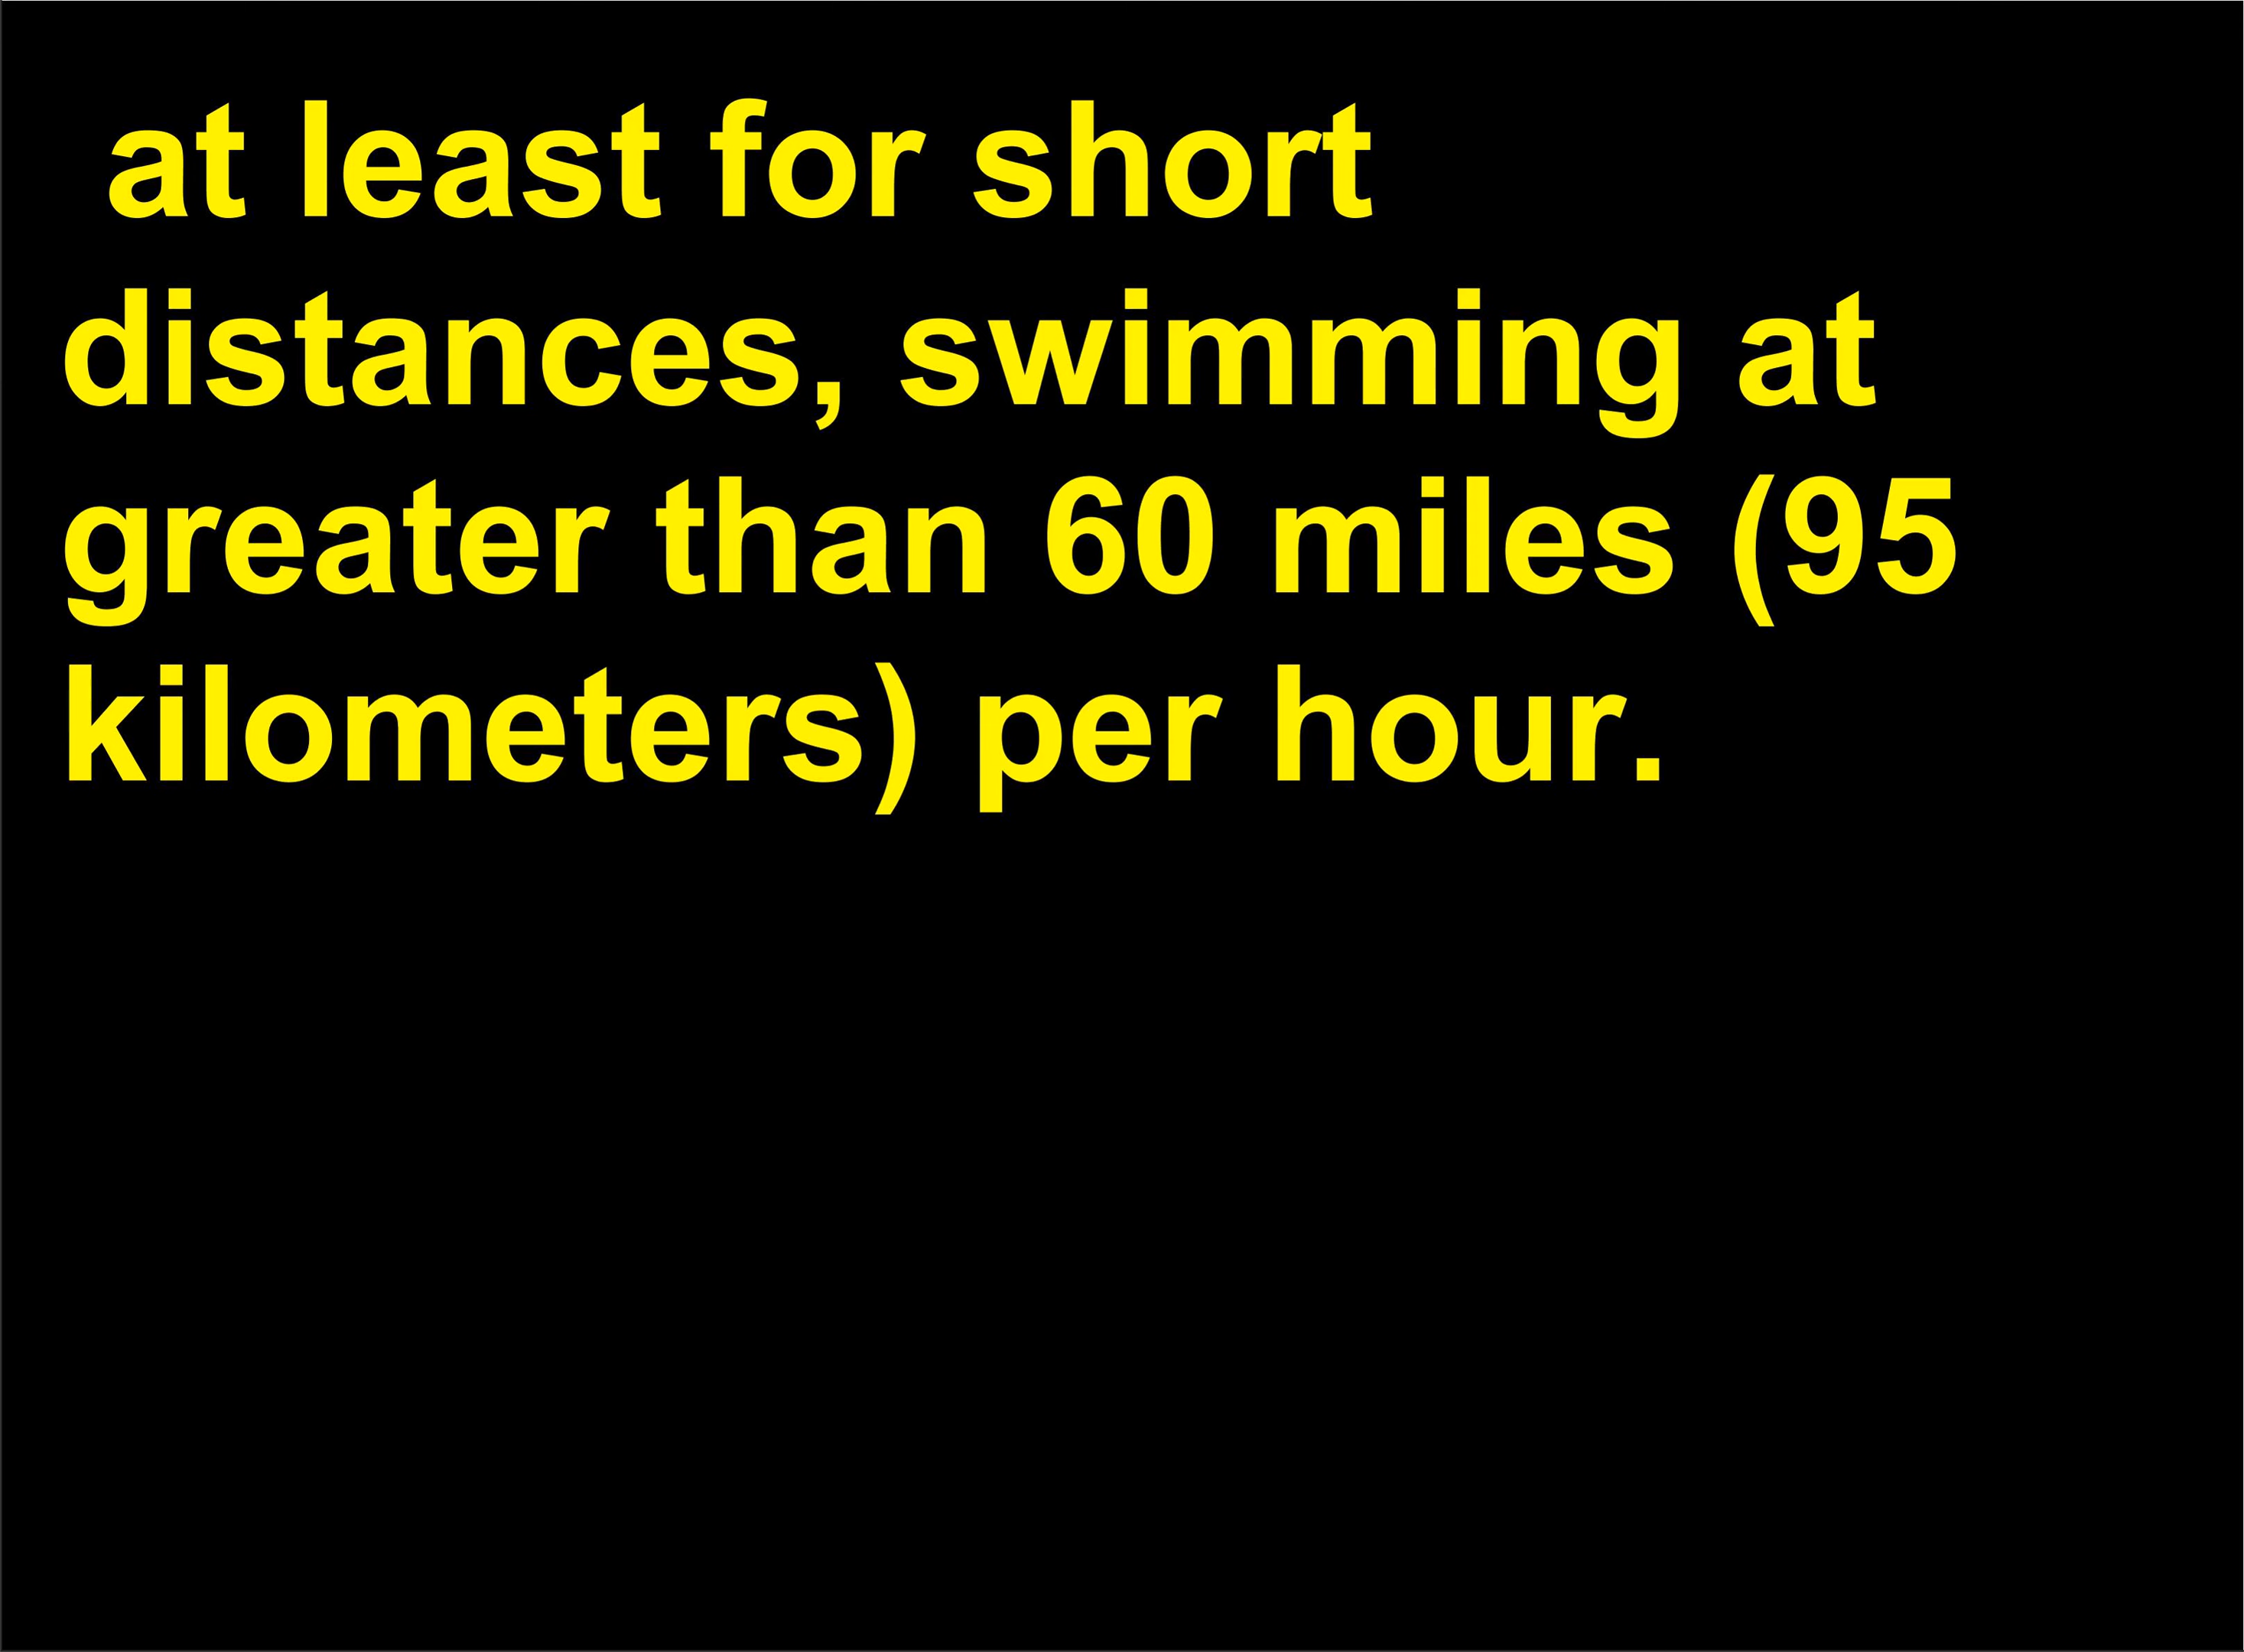 at least for short
distances, swimming at
greater than 60 miles (95
kilometers) per hour.